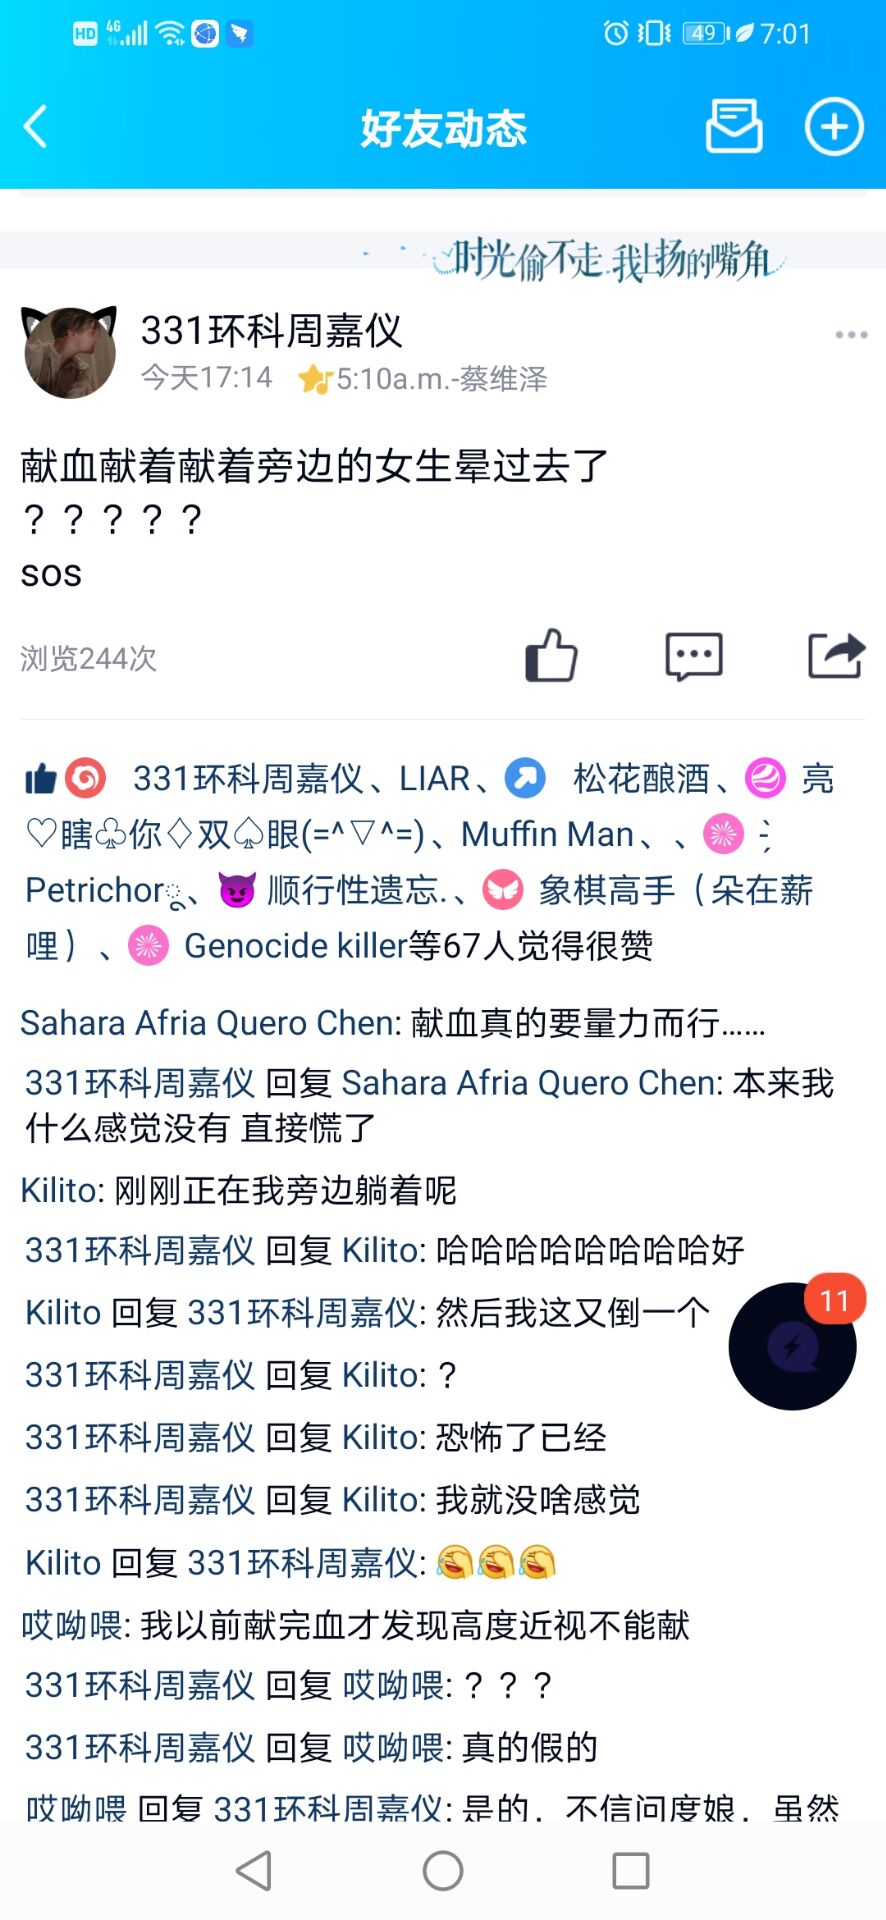 HD 4G 49 7:01
好友动态
时光偷不走 我上扬的嘴角
331环科周嘉仪
今天17:14 5:10a.m.-蔡维泽
献血献着献着旁边的女生晕过去了
？？？？？
sos
浏览244次
331环科周嘉仪、LIAR、 松花酿酒、 亮
♡瞎♧你♢双♤眼(=^▽^=)、Muffin Man、、
Petrichor、😈 顺行性遗忘.、 象棋高手（朵在薪
哩）、 Genocide killer等67人觉得很赞
Sahara Afria Quero Chen: 献血真的要量力而行......
331环科周嘉仪 回复 Sahara Afria Quero Chen: 本来我
什么感觉没有 直接慌了
Kilito: 刚刚正在我旁边躺着呢
331环科周嘉仪 回复 Kilito: 哈哈哈哈哈哈哈哈好
Kilito 回复 331环科周嘉仪: 然后我这又倒一个
11
331环科周嘉仪 回复 Kilito: ?
331环科周嘉仪 回复 Kilito: 恐怖了已经
331环科周嘉仪 回复 Kilito: 我就没啥感觉
Kilito 回复 331环科周嘉仪: 😂😂😂
哎呦喂: 我以前献完血才发现高度近视不能献
331环科周嘉仪 回复 哎呦喂: ？？？
331环科周嘉仪 回复 哎呦喂: 真的假的
哎呦喂 回复 331环科周嘉仪: 是的，不信问度娘，虽然